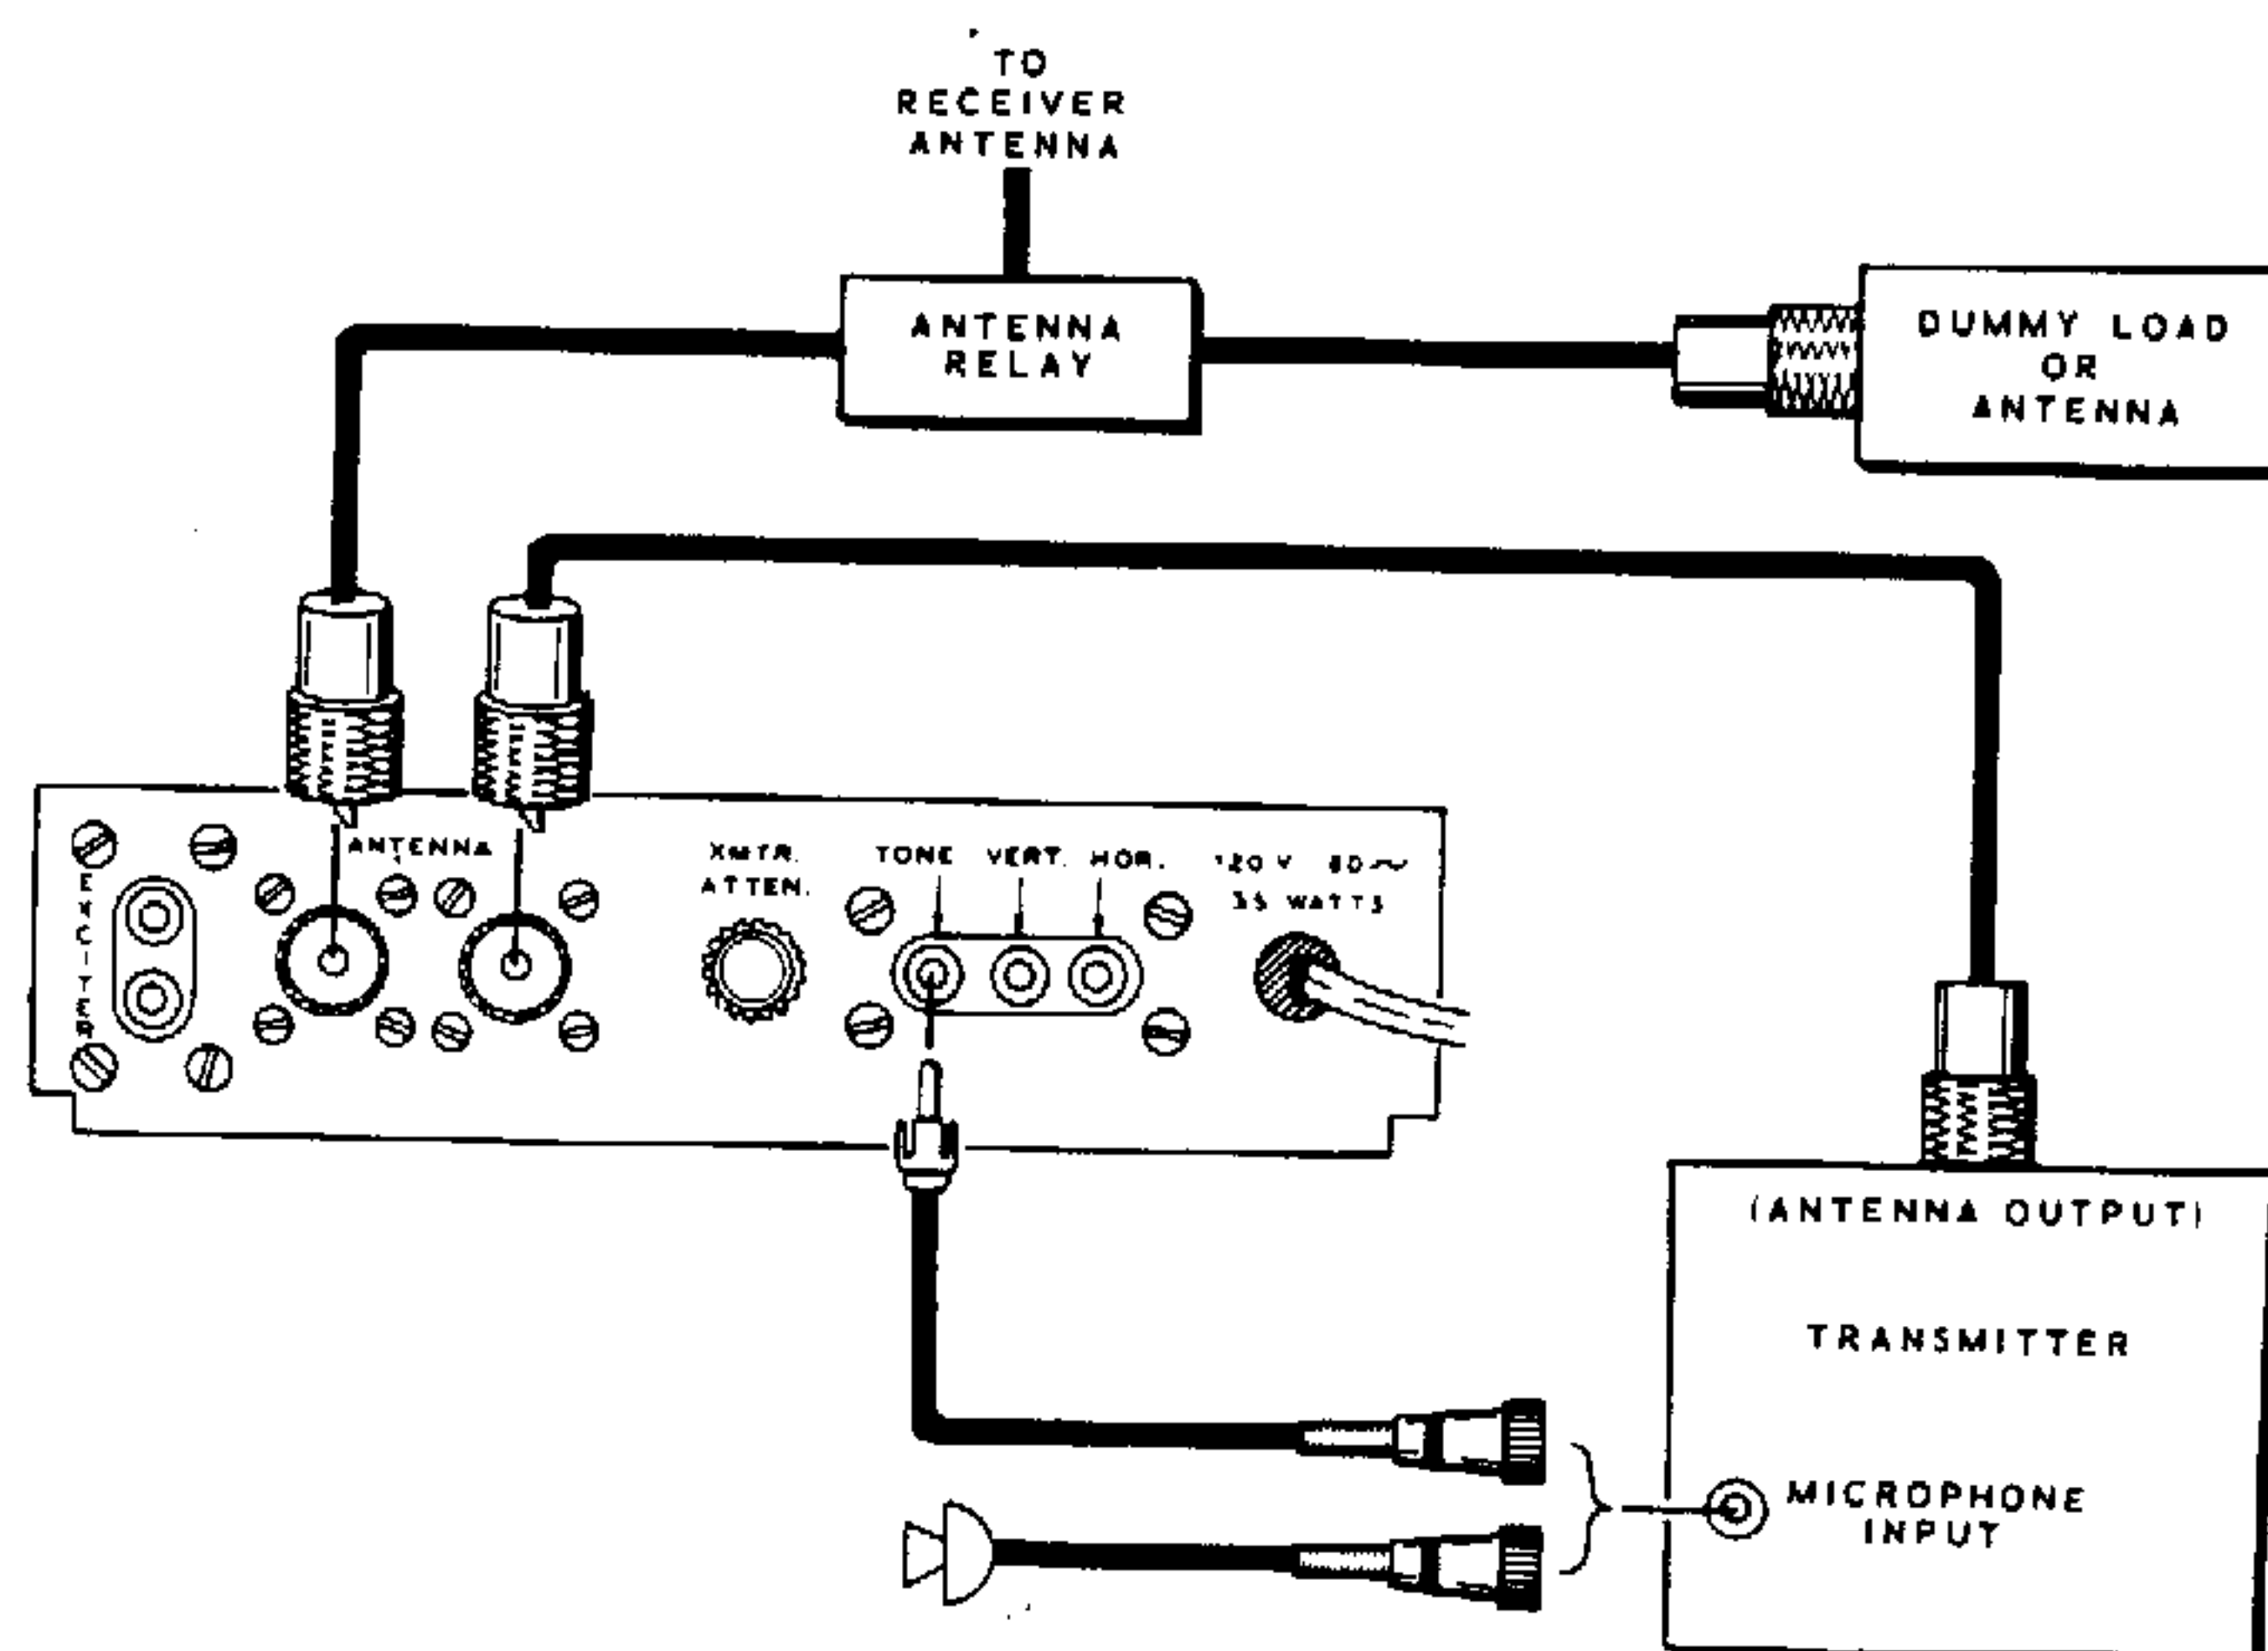 TO
RECEIVER
ANTENNA
ANTENNA
RELAY
DUMMY LOAD
OR
ANTENNA
EXCITER
ANTENNA
XMTR.
ATTEN.
TONE VERT. HOR.
120 V 60~
35 WATTS
(ANTENNA OUTPUT)
TRANSMITTER
MICROPHONE
INPUT